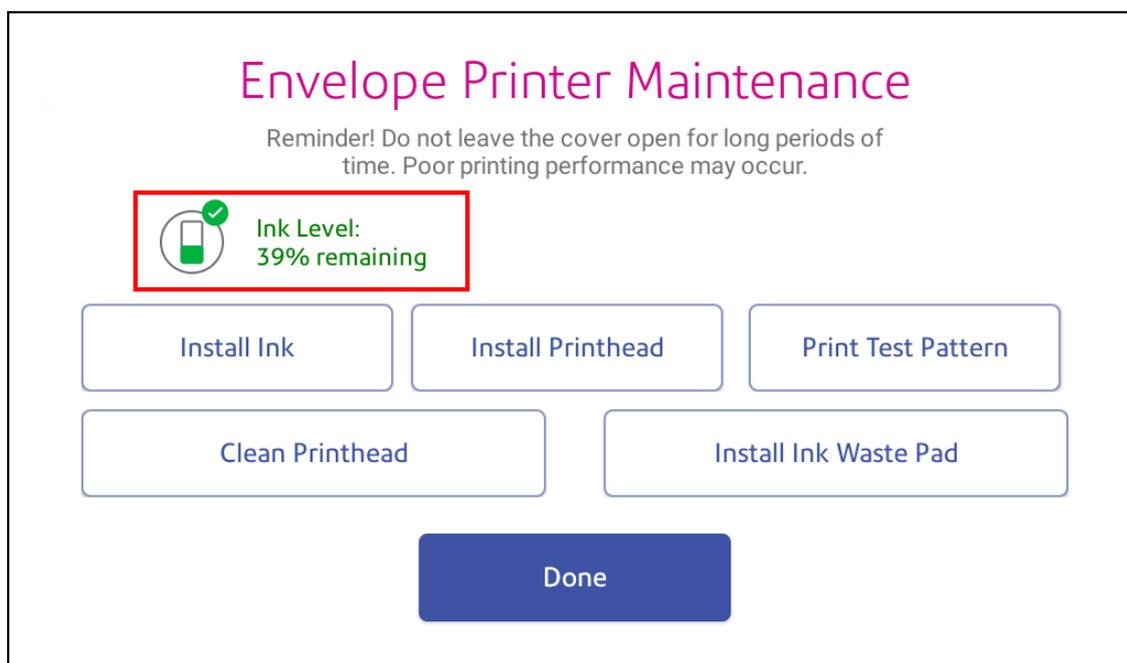 Envelope Printer Maintenance
Reminder! Do not leave the cover open for long periods of
time. Poor printing performance may occur.
Ink Level:
39% remaining
Install Ink
Install Printhead
Print Test Pattern
Clean Printhead
Install Ink Waste Pad
Done